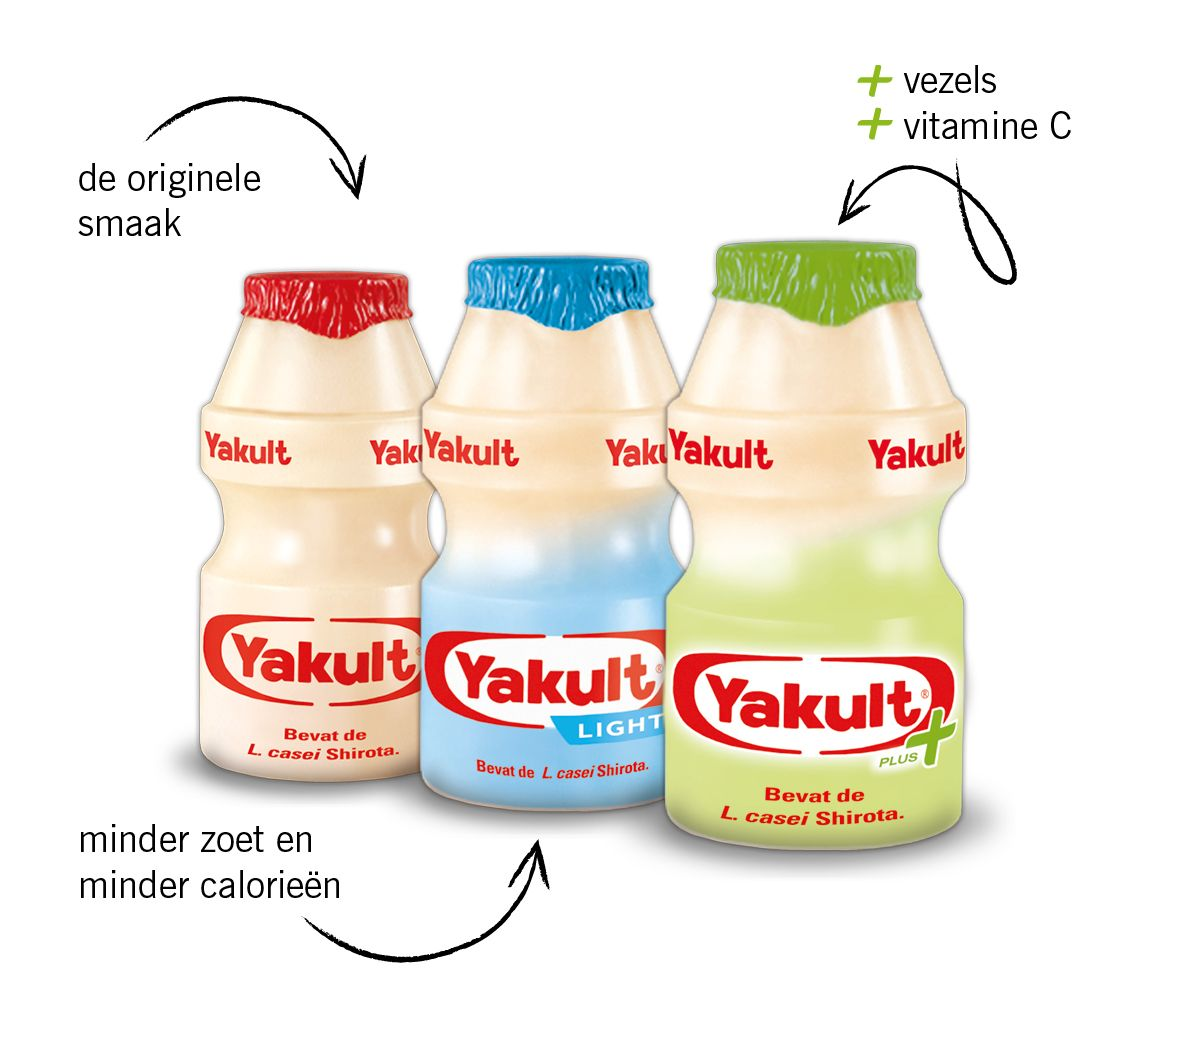 + vezels
+ vitamine C
de originele
smaak
Yakult Yaku
Yakult Yaku
Yakult Yakult
Yakult
Bevat de
L. casei Shirota.
Yakult®
LIGHT
Bevat de L. casei Shirota.
Yakult®
PLUS +
Bevat de
L. casei Shirota.
minder zoet en
minder calorieën